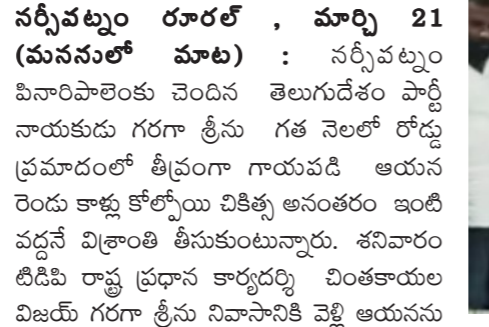 నర్సీపట్నం రూరల్ , మార్చి 21
(మననులో మాట) : నర్సీపట్నం
పినారిపాలెంకు చెందిన తెలుగుదేశం పార్టీ
నాయకుడు గరగా శ్రీను గత నెలలో రోడ్డు
ప్రమాదంలో తీవ్రంగా గాయపడి ఆయన
రెండు కాళ్లు కోల్పోయి చికిత్స అనంతరం ఇంటి
వద్దనే విశ్రాంతి తీసుకుంటున్నారు. శనివారం
టిడిపి రాష్ట్ర ప్రధాన కార్యదర్శి చింతకాయల
విజయ్ గరగా శ్రీను నివాసానికి వెళ్లి ఆయనను